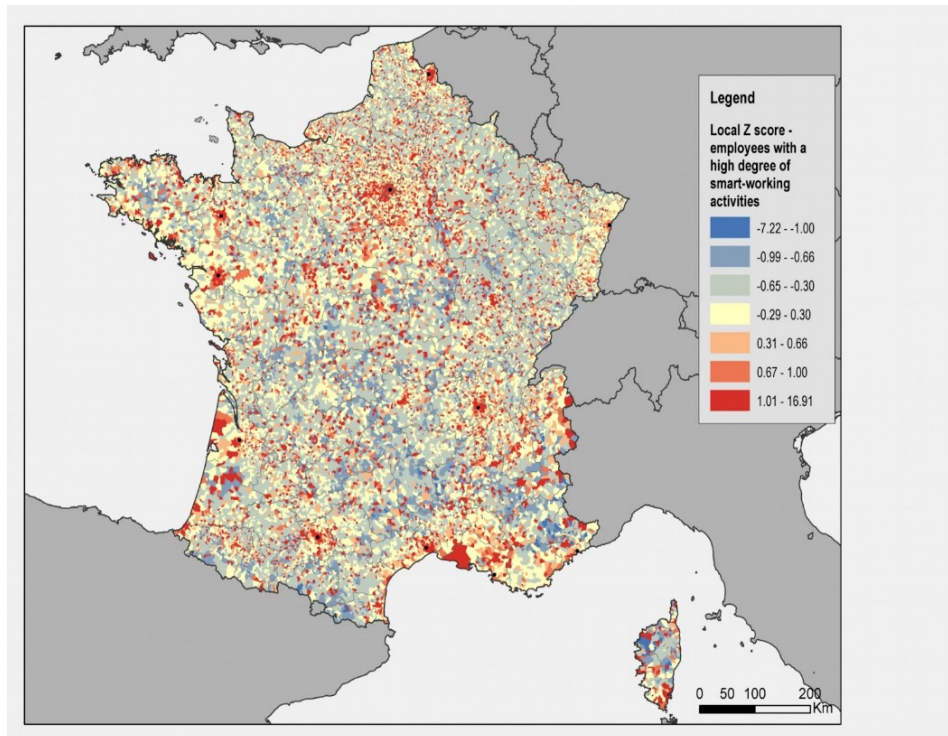 Legend
Local Z score -
employees with a
high degree of
smart-working
activities
-7.22 - -1.00
-0.99 - -0.66
-0.65 - -0.30
-0.29 - 0.30
0.31 - 0.66
0.67 - 1.00
1.01 - 16.91
0 50 100 200
Km